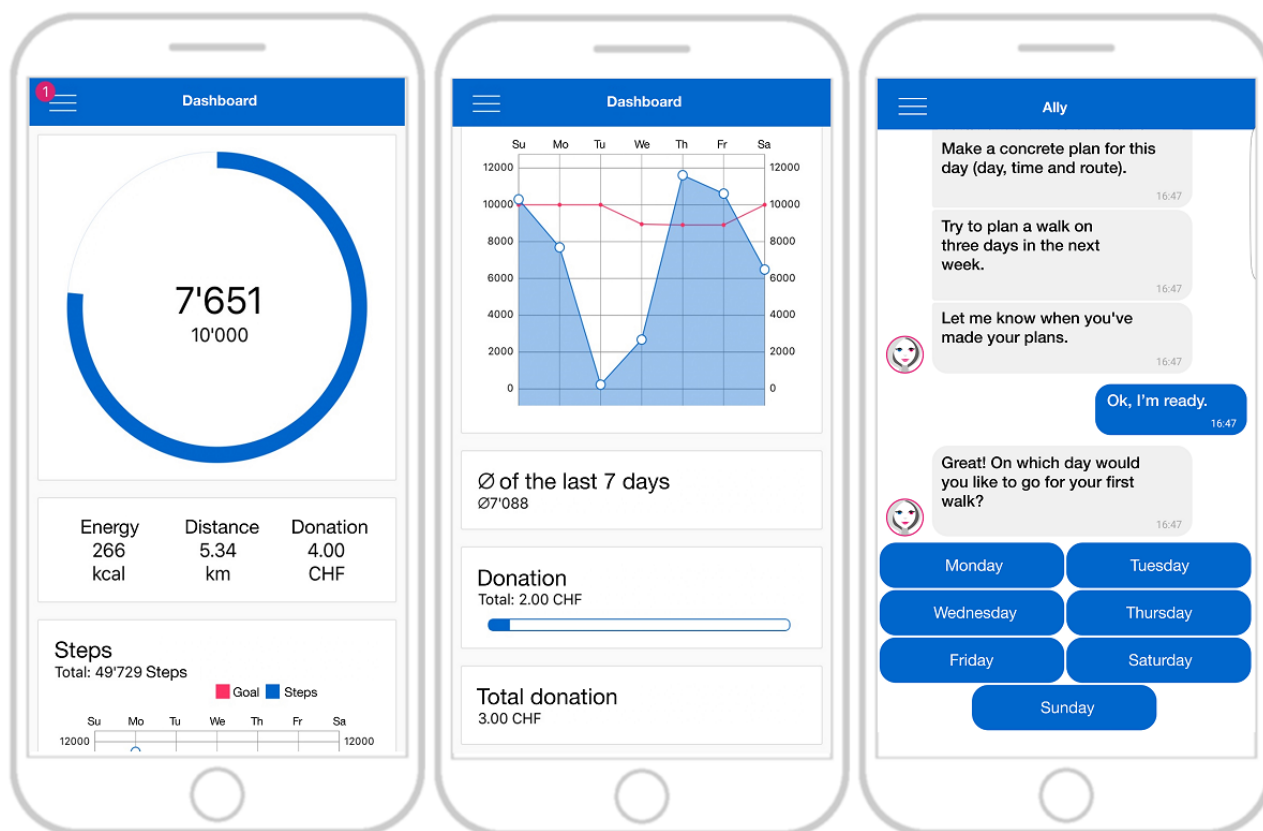 1
Dashboard
7'651
10'000
Energy
266
kcal
Distance
5.34
km
Donation
4.00
CHF
Steps
Total: 49'729 Steps
Goal Steps
Su Mo Tu We Th Fr Sa
12000 12000
Dashboard
Su Mo Tu We Th Fr Sa
12000 12000
10000 10000
8000 8000
6000 6000
4000 4000
2000 2000
0 0
Ø of the last 7 days
Ø7'088
Donation
Total: 2.00 CHF
Total donation
3.00 CHF
Ally
Make a concrete plan for this
day (day, time and route).
16:47
Try to plan a walk on
three days in the next
week.
16:47
Let me know when you've
made your plans.
16:47
Ok, I'm ready.
16:47
Great! On which day would
you like to go for your first
walk?
16:47
Monday Tuesday
Wednesday Thursday
Friday Saturday
Sunday